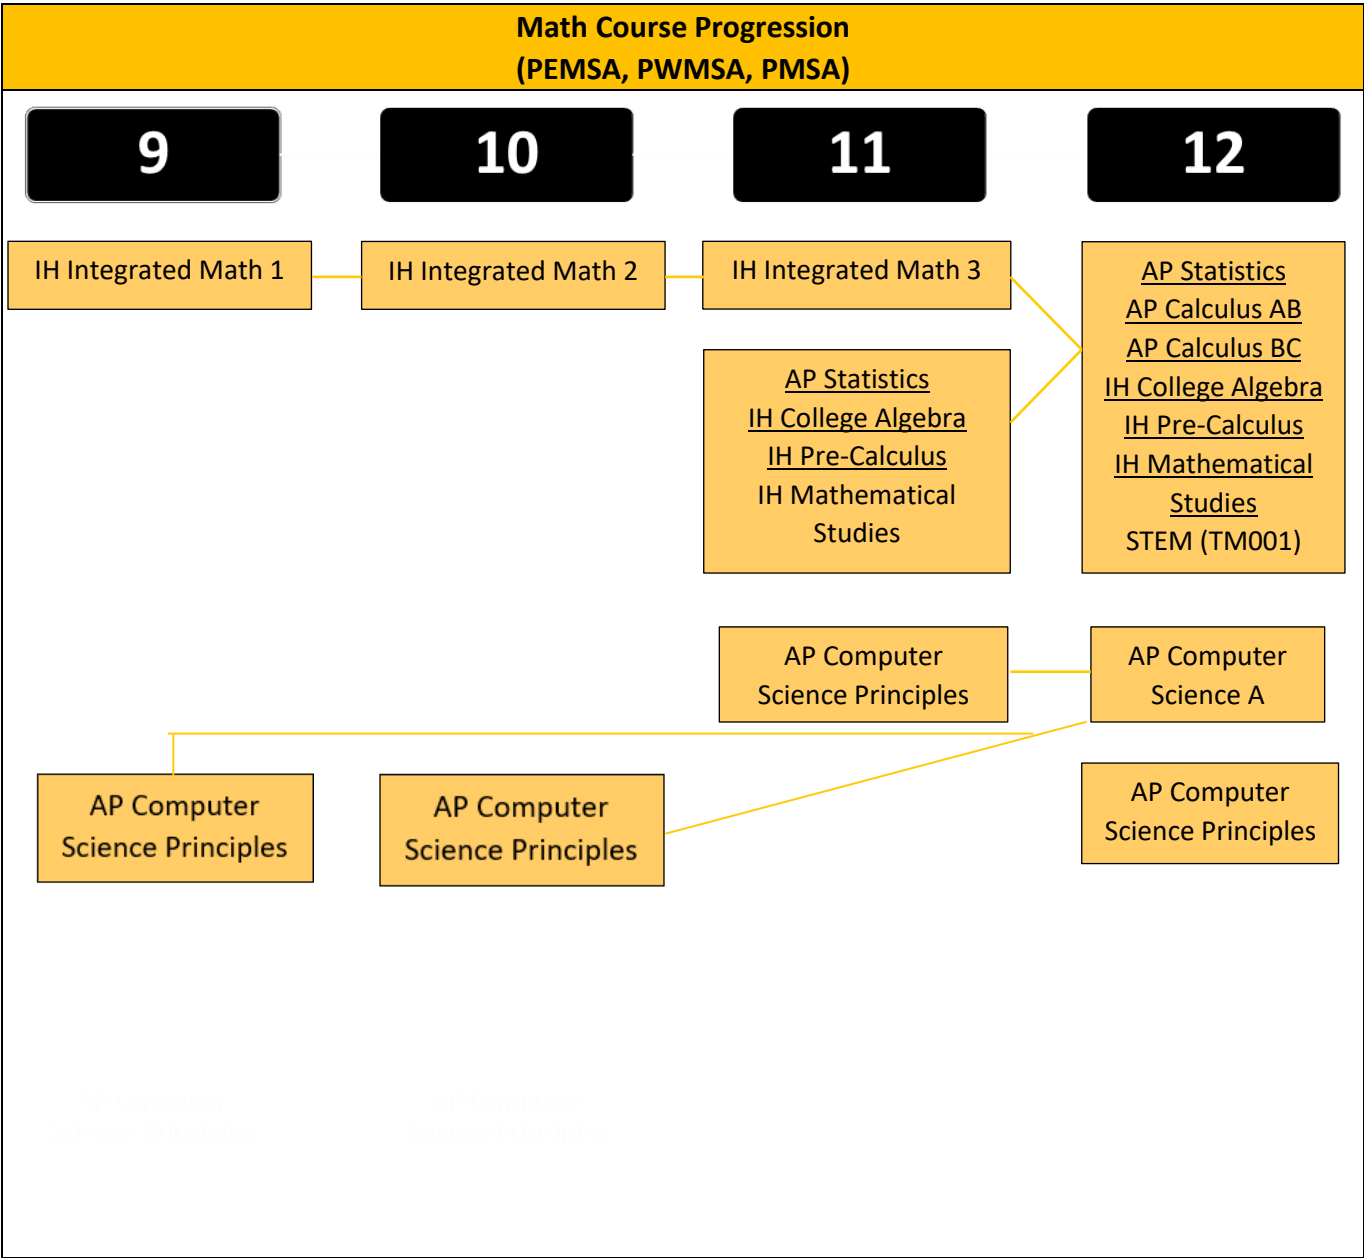 Math Course Progression
(PEMSA, PWMSA, PMSA)
9
10
11
12
IH Integrated Math 1
IH Integrated Math 2
IH Integrated Math 3
AP Statistics
IH College Algebra
IH Pre-Calculus
IH Mathematical
Studies
AP Statistics
AP Calculus AB
AP Calculus BC
IH College Algebra
IH Pre-Calculus
IH Mathematical
Studies
STEM (TM001)
AP Computer
Science Principles
AP Computer
Science A
AP Computer
Science Principles
AP Computer
Science Principles
AP Computer
Science Principles